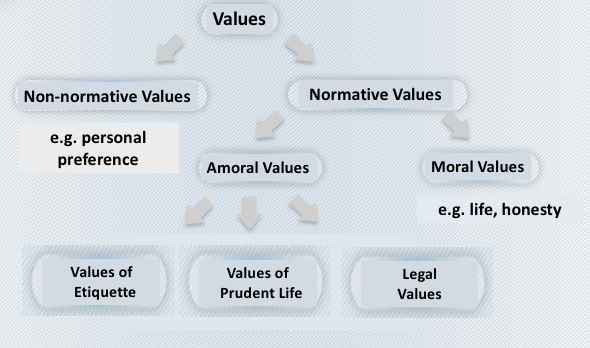 Values
Non-normative Values
Normative Values
e.g. personal
preference
Amoral Values
Moral Values
e.g. life, honesty
Values of
Etiquette
Values of
Prudent Life
Legal
Values